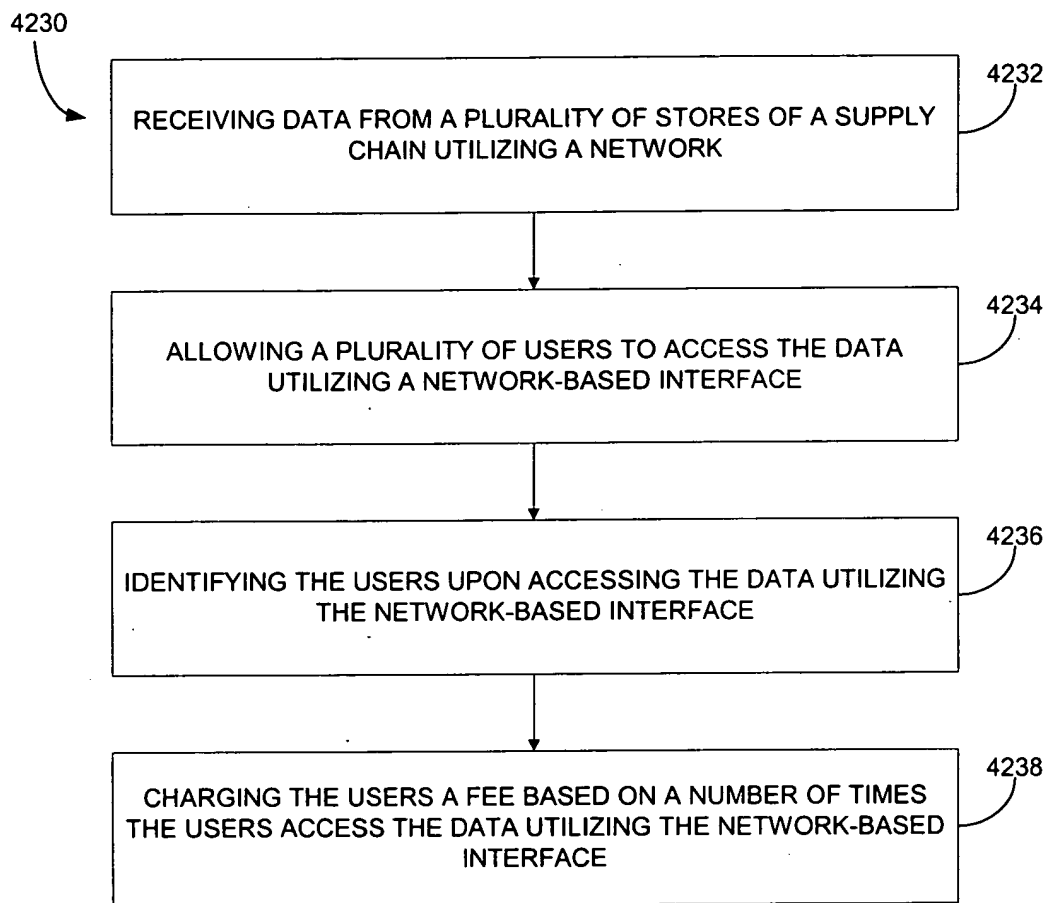 4230
4232
RECEIVING DATA FROM A PLURALITY OF STORES OF A SUPPLY
CHAIN UTILIZING A NETWORK
4234
ALLOWING A PLURALITY OF USERS TO ACCESS THE DATA
UTILIZING A NETWORK-BASED INTERFACE
4236
IDENTIFYING THE USERS UPON ACCESSING THE DATA UTILIZING
THE NETWORK-BASED INTERFACE
4238
CHARGING THE USERS A FEE BASED ON A NUMBER OF TIMES
THE USERS ACCESS THE DATA UTILIZING THE NETWORK-BASED
INTERFACE